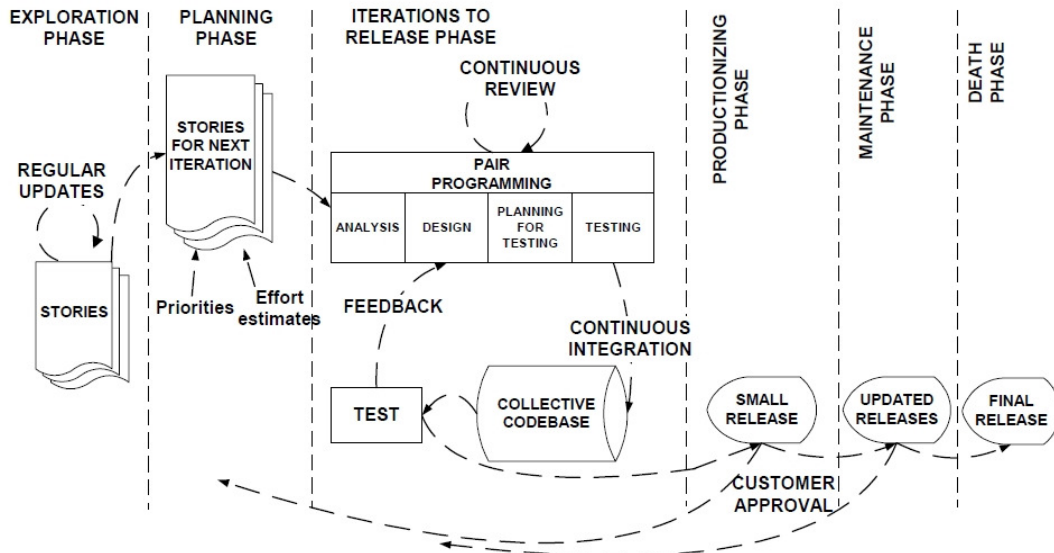 EXPLORATION
PHASE
PLANNING
PHASE
ITERATIONS TO
RELEASE PHASE
PRODUCTIONIZING
PHASE
MAINTENANCE
PHASE
DEATH
PHASE
CONTINUOUS
REVIEW
REGULAR
UPDATES
STORIES
STORIES
FOR NEXT
ITERATION
Priorities
Effort
estimates
PAIR
PROGRAMMING
ANALYSIS
DESIGN
PLANNING
FOR
TESTING
TESTING
FEEDBACK
CONTINUOUS
INTEGRATION
TEST
COLLECTIVE
CODEBASE
SMALL
RELEASE
UPDATED
RELEASES
FINAL
RELEASE
CUSTOMER
APPROVAL